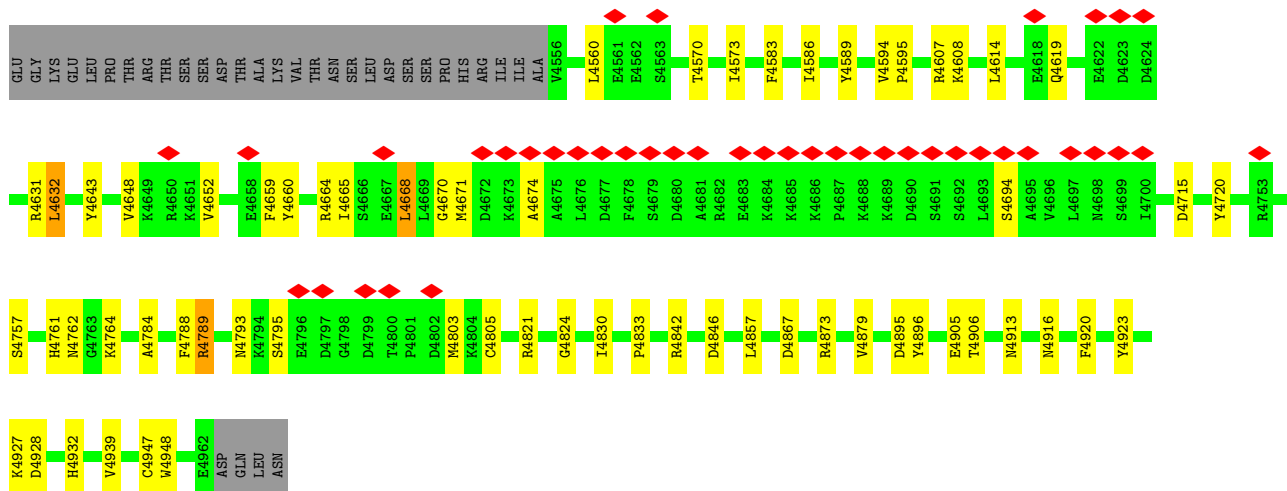 GLU GLY LYS GLU LEU PRO THR ARG THR SER SER ASP THR ALA LYS VAL THR ASN SER LEU ASP SER SER PRO HIS ARG ILE ILE ALA V4556 L4560 E4561 E4562 S4563 T4570 I4573 F4583 I4586 Y4589 V4594 P4595 R4607 K4608 L4614 E4618 Q4619 E4622 D4623 D4624
R4631 L4632 Y4643 V4648 K4649 R4650 K4651 V4652 E4658 F4659 Y4660 R4664 I4665 S4666 E4667 L4668 L4669 G4670 M4671 D4672 K4673 A4674 A4675 L4676 D4677 F4678 S4679 D4680 A4681 R4682 E4683 K4684 K4685 K4686 P4687 K4688 K4689 D4690 S4691 S4692 L4693 S4694 A4695 V4696 L4697 N4698 S4699 I4700 D4715 Y4720 R4753
S4757 H4761 N4762 G4763 K4764 A4784 F4788 R4789 N4793 K4794 S4795 E4796 D4797 G4798 D4799 T4800 P4801 D4802 M4803 K4804 C4805 R4821 G4824 I4830 P4833 R4842 D4846 L4857 D4867 R4873 V4879 D4895 Y4896 E4905 T4906 N4913 N4916 F4920 Y4923
K4927 D4928 H4932 V4939 C4947 W4948 E4962 ASP GLN LEU ASN